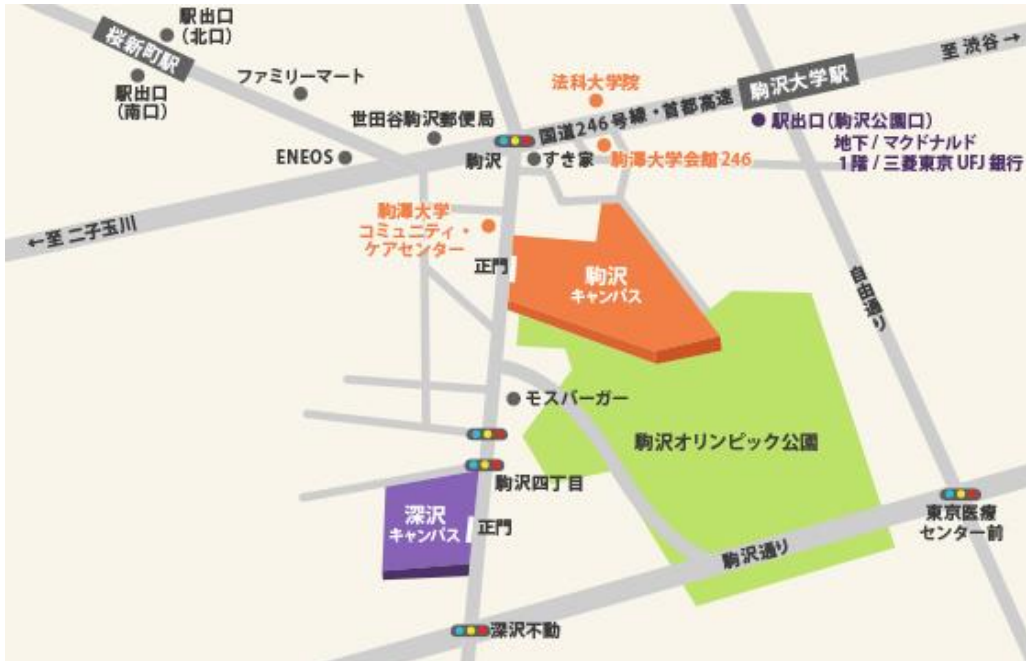 駅出口
(北口)
桜新町駅
駅出口
(南口)
ファミリーマート
世田谷駒沢郵便局
ENEOS
駒沢
すき家
法科大学院
国道246号線・首都高速
駒沢大学駅
至 渋谷→
駅出口(駒沢公園口)
地下/マクドナルド
1階/三菱東京UFJ銀行
駒澤大学会館246
←至 二子玉川
駒澤大学
コミュニティ・
ケアセンター
正門
駒沢
キャンパス
自由通り
モスバーガー
駒沢オリンピック公園
駒沢四丁目
深沢
キャンパス
正門
東京医療
センター前
駒沢通り
深沢不動